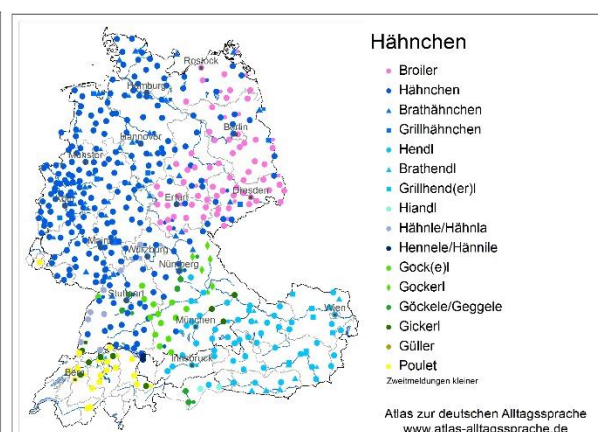 Hähnchen
Broiler
Hähnchen
Brathähnchen
Grillhähnchen
Hendl
Brathendl
Grillhend(er)l
Hiandl
Hähnle/Hähnla
Hennele/Hännile
Gock(e)l
Gockerl
Göckele/Geggele
Gickerl
Güller
Poulet
Zweitmeldungen kleiner
Atlas zur deutschen Alltagssprache
www.atlas-alltagssprache.de
Rostock
Hamburg
Berlin
Hannover
Münster
Köln
Erfurt
Dresden
Mainz
Würzburg
Nürnberg
Stuttgart
München
Wien
Innsbruck
Bern